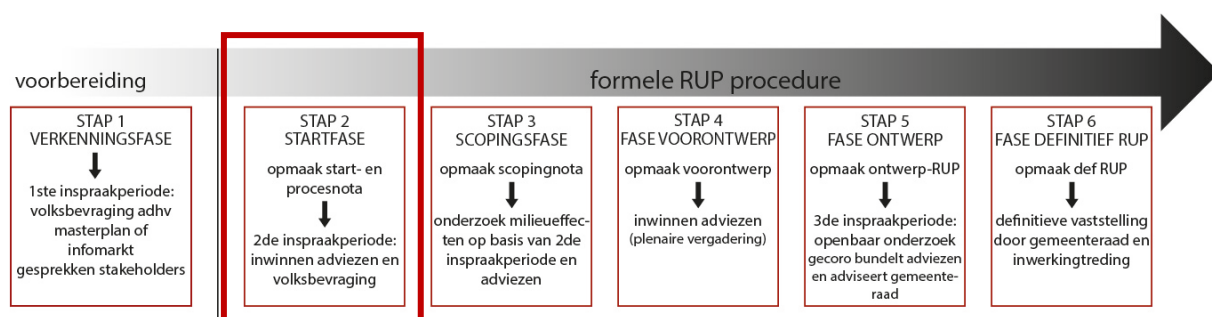 voorbereiding
formele RUP procedure
STAP 1
VERKENNINGSFASE
1ste inspraakperiode:
volksbevraging adhv
masterplan of
infomarkt
gesprekken stakeholders
STAP 2
STARTFASE
opmaak start- en
procesnota
2de inspraakperiode:
inwinnen adviezen en
volksbevraging
STAP 3
SCOPINGSFASE
opmaak scopingnota
onderzoek milieueffec-
ten op basis van 2de
inspraakperiode en
adviezen
STAP 4
FASE VOORONTWERP
opmaak voorontwerp
inwinnen adviezen
(plenaire vergadering)
STAP 5
FASE ONTWERP
opmaak ontwerp-RUP
3de inspraakperiode:
openbaar onderzoek
gecoro bundelt adviezen
en adviseert gemeente-
raad
STAP 6
FASE DEFINITIEF RUP
opmaak def RUP
definitieve vaststelling
door gemeenteraad en
inwerkingtreding